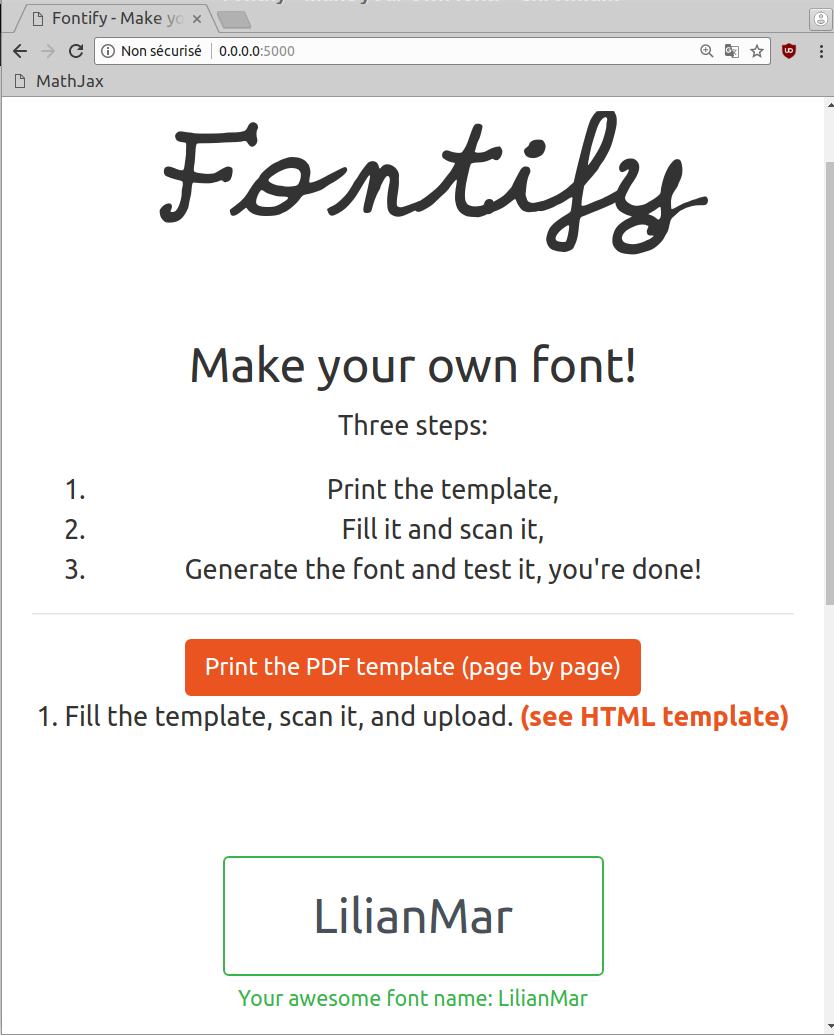 Fontify - Make yo
Non sécurisé | 0.0.0.0:5000
MathJax
Fontify
Make your own font!
Three steps:
1. Print the template,
2. Fill it and scan it,
3. Generate the font and test it, you're done!
Print the PDF template (page by page)
1. Fill the template, scan it, and upload. (see HTML template)
LilianMar
Your awesome font name: LilianMar